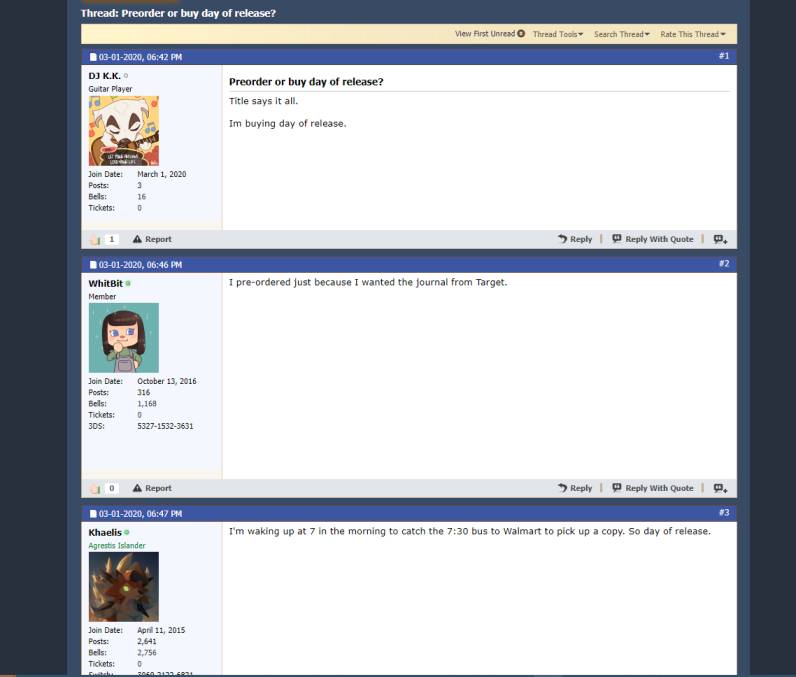 Thread: Preorder or buy day of release?
View First Unread Thread Tools Search Thread Rate This Thread
03-01-2020, 06:42 PM #1
DJ K.K.
Guitar Player
Preorder or buy day of release?
Title says it all.
Im buying day of release.
Join Date: March 1, 2020
Posts: 3
Bells: 16
Tickets: 0
1 Report Reply | Reply With Quote |
03-01-2020, 06:46 PM #2
WhitBit
Member
I pre-ordered just because I wanted the journal from Target.
Join Date: October 13, 2016
Posts: 316
Bells: 1,168
Tickets: 0
3DS: 5327-1532-3631
0 Report Reply | Reply With Quote |
03-01-2020, 06:47 PM #3
Khaelis
Agrestis Islander
I'm waking up at 7 in the morning to catch the 7:30 bus to Walmart to pick up a copy. So day of release.
Join Date: April 11, 2015
Posts: 2,641
Bells: 2,756
Tickets: 0